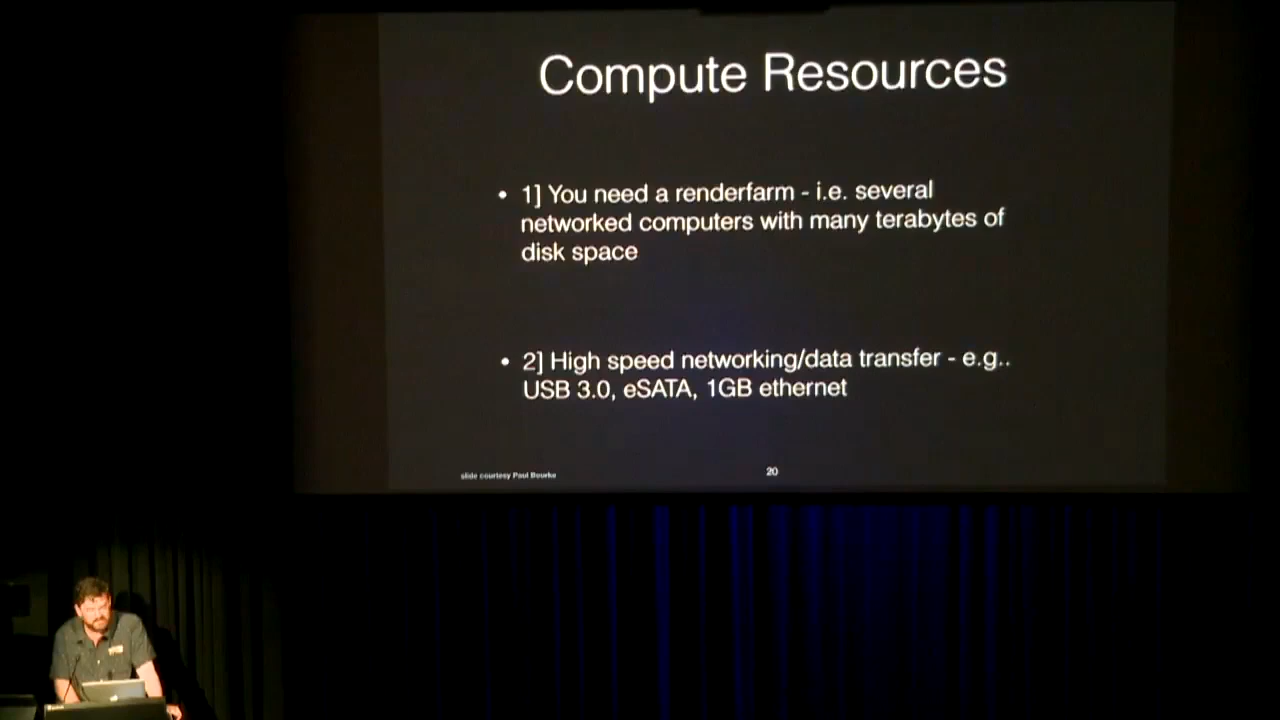 Compute Resources
• 1] You need a renderfarm - i.e. several
networked computers with many terabytes of
disk space
• 2] High speed networking/data transfer - e.g..
USB 3.0, eSATA, 1GB ethernet
slide courtesy Paul Bourke
20